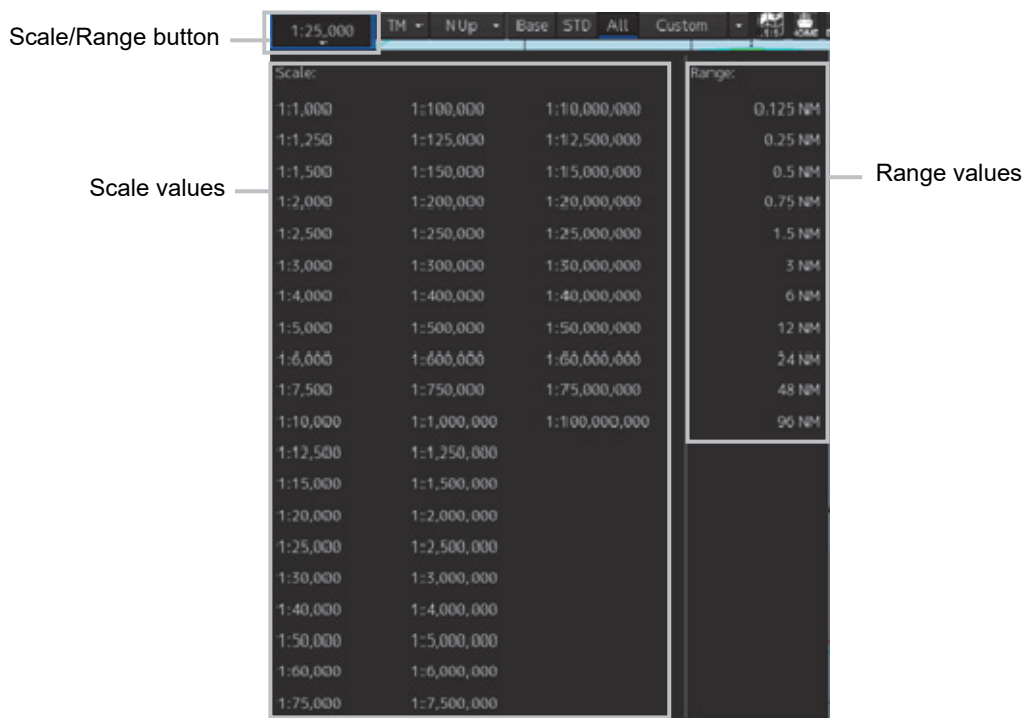 Scale/Range button
1:25,000 TM N Up Base STD All Custom
Scale: Range:
1:1,000 1:100,000 1:10,000,000 0.125 NM
1:1,250 1:125,000 1:12,500,000 0.25 NM
1:1,500 1:150,000 1:15,000,000 0.5 NM
Scale values
Range values
1:2,000 1:200,000 1:20,000,000 0.75 NM
1:2,500 1:250,000 1:25,000,000 1.5 NM
1:3,000 1:300,000 1:30,000,000 3 NM
1:4,000 1:400,000 1:40,000,000 6 NM
1:5,000 1:500,000 1:50,000,000 12 NM
1:6,000 1:600,000 1:60,000,000 24 NM
1:7,500 1:750,000 1:75,000,000 48 NM
1:10,000 1:1,000,000 1:100,000,000 96 NM
1:12,500 1:1,250,000
1:15,000 1:1,500,000
1:20,000 1:2,000,000
1:25,000 1:2,500,000
1:30,000 1:3,000,000
1:40,000 1:4,000,000
1:50,000 1:5,000,000
1:60,000 1:6,000,000
1:75,000 1:7,500,000